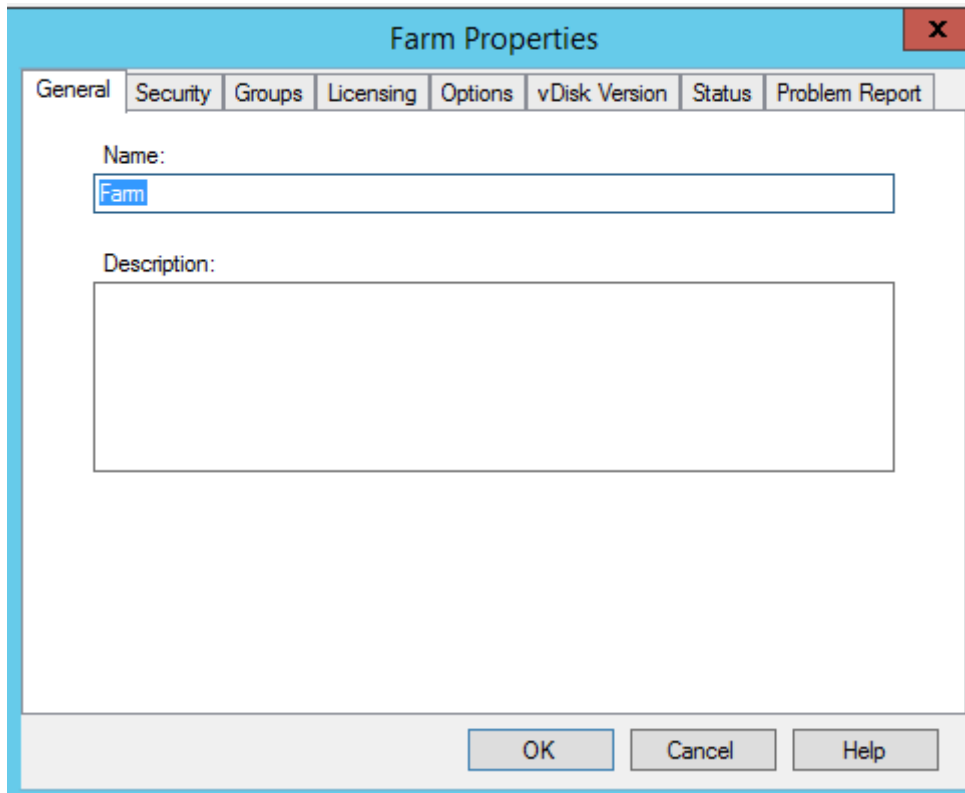 Farm Properties
x
General Security Groups Licensing Options vDisk Version Status Problem Report
Name:
Farm
Description:
OK Cancel Help